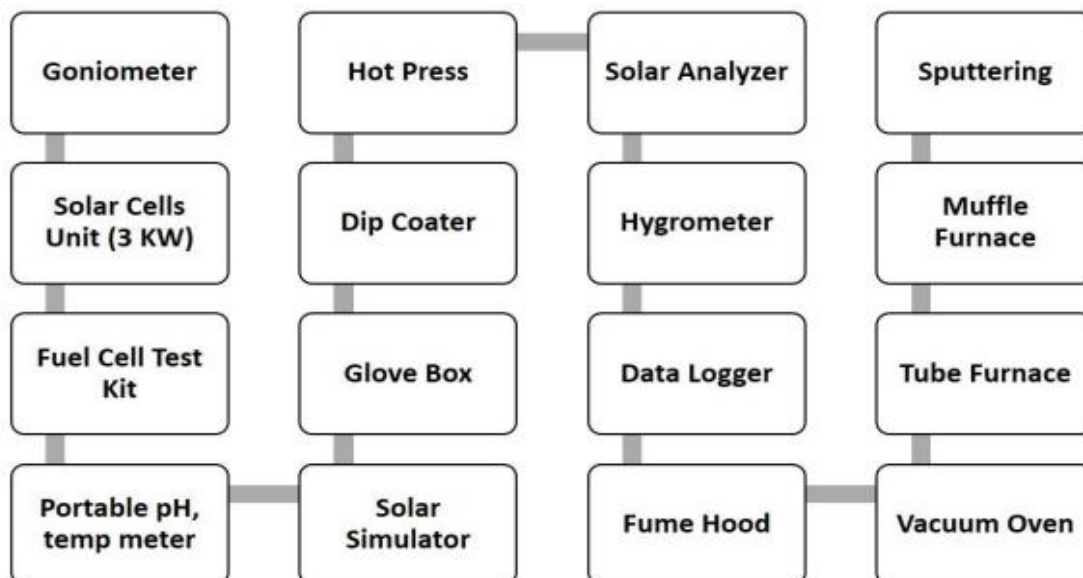 Goniometer
Solar Cells
Unit (3 KW)
Fuel Cell Test
Kit
Portable pH,
temp meter
Solar
Simulator
Glove Box
Dip Coater
Hot Press
Solar Analyzer
Hygrometer
Data Logger
Fume Hood
Vacuum Oven
Tube Furnace
Muffle
Furnace
Sputtering